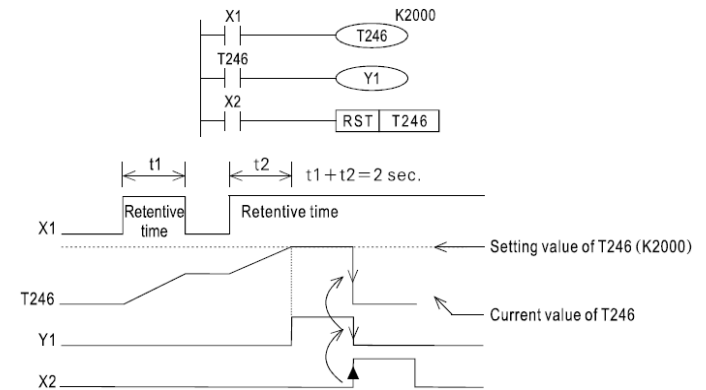 X1 K2000
T246
T246
Y1
X2
RST T246
t1 t2 t1+t2=2 sec.
X1 Retentive time Retentive time
Setting value of T246 (K2000)
T246
Current value of T246
Y1
X2